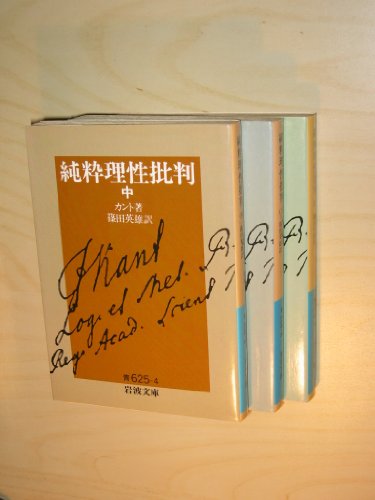 純粋理性批判
中
カント著
篠田英雄訳
I Kant
Log. et Met. P.
Reg. Acad. Scient
青625-4
岩波文庫